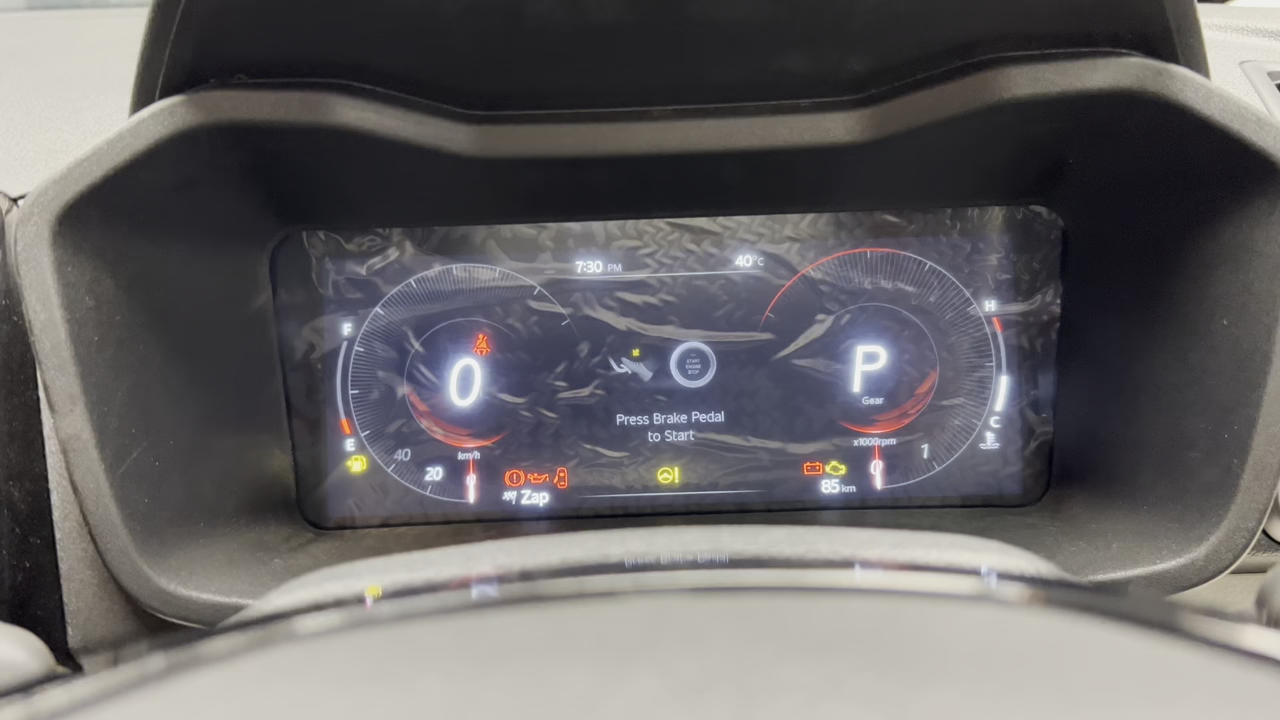 7:30 PM
40°C
F
H
START
ENGINE
STOP
0
P
Gear
Press Brake Pedal
to Start
E
C
40
20
0
km/h
x1000rpm
0
1
Zap
85 km